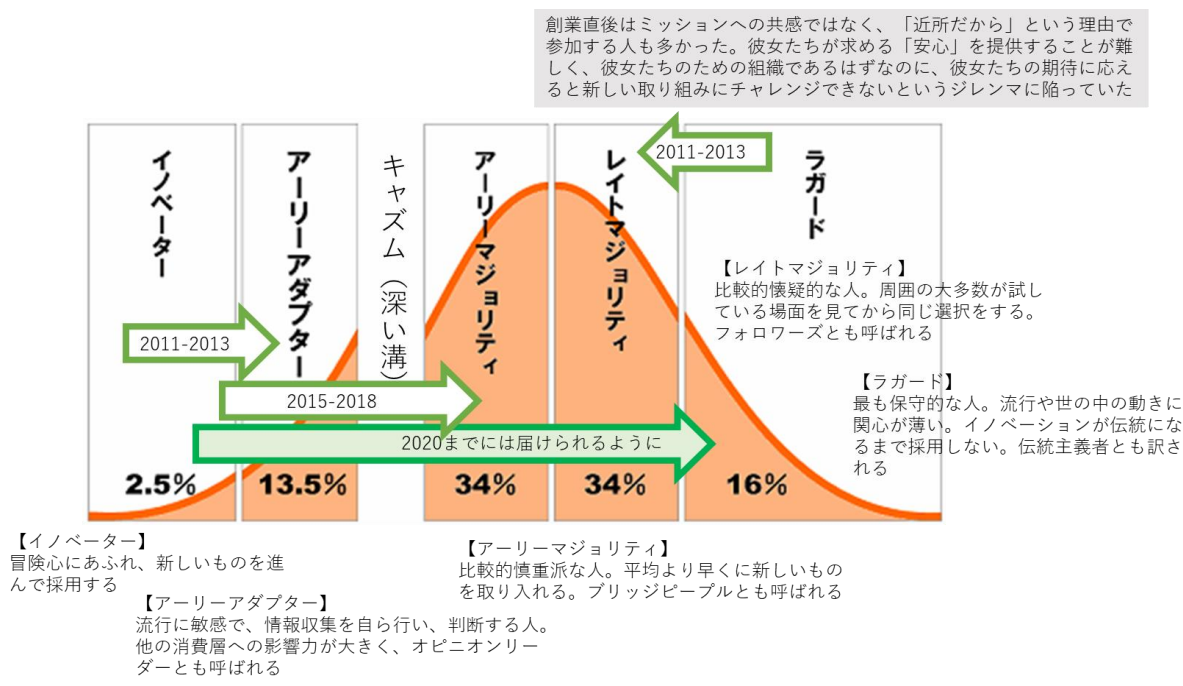 創業直後はミッションへの共感ではなく、「近所だから」という理由で
参加する人も多かった。彼女たちが求める「安心」を提供することが難
しく、彼女たちのための組織であるはずなのに、彼女たちの期待に応え
ると新しい取り組みにチャレンジできないというジレンマに陥っていた
イノベーター
アーリーアダプター
キャズム（深い溝）
アーリーマジョリティ
レイトマジョリティ
ラガード
2011-2013
2011-2013
2015-2018
2020までには届けられるように
【レイトマジョリティ】
比較的懐疑的な人。周囲の大多数が試し
ている場面を見てから同じ選択をする。
フォロワーズとも呼ばれる
【ラガード】
最も保守的な人。流行や世の中の動きに
関心が薄い。イノベーションが伝統にな
るまで採用しない。伝統主義者とも訳さ
れる
2.5%
13.5%
34%
34%
16%
【イノベーター】
冒険心にあふれ、新しいものを進
んで採用する
【アーリーアダプター】
流行に敏感で、情報収集を自ら行い、判断する人。
他の消費層への影響力が大きく、オピニオンリー
ダーとも呼ばれる
【アーリーマジョリティ】
比較的慎重派な人。平均より早くに新しいもの
を取り入れる。ブリッジピープルとも呼ばれる